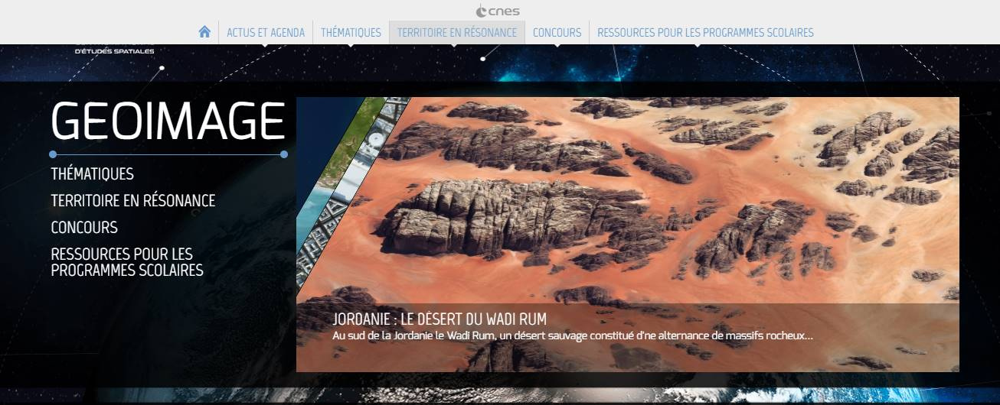 cnes
ACTUS ET AGENDA
THÉMATIQUES
TERRITOIRE EN RÉSONANCE
CONCOURS
RESSOURCES POUR LES PROGRAMMES SCOLAIRES
D'ÉTUDES SPATIALES
GEOIMAGE
THÉMATIQUES
TERRITOIRE EN RÉSONANCE
CONCOURS
RESSOURCES POUR LES
PROGRAMMES SCOLAIRES
JORDANIE : LE DÉSERT DU WADI RUM
Au sud de la Jordanie le Wadi Rum, un désert sauvage constitué d'ne alternance de massifs rocheux...